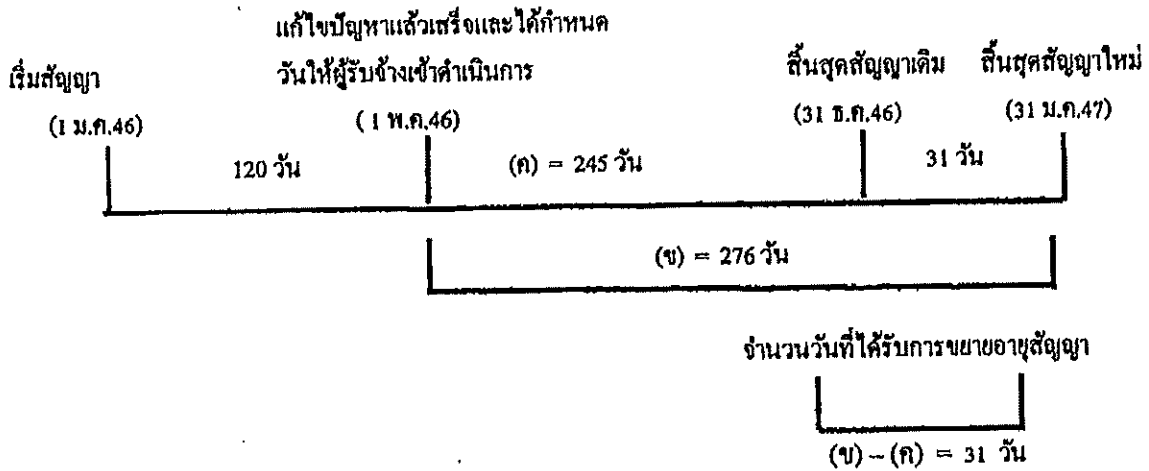 แก้ไขปัญหาแล้วเสร็จและได้กำหนด
วันให้ผู้รับจ้างเข้าดำเนินการ
เริ่มสัญญา
สิ้นสุดสัญญาเดิม
สิ้นสุดสัญญาใหม่
(1 ม.ค.46)
(1 พ.ค.46)
(31 ธ.ค.46)
(31 ม.ค.47)
120 วัน
(ค) = 245 วัน
31 วัน
(ข) = 276 วัน
จำนวนวันที่ได้รับการขยายอายุสัญญา
(ข) – (ค) = 31 วัน